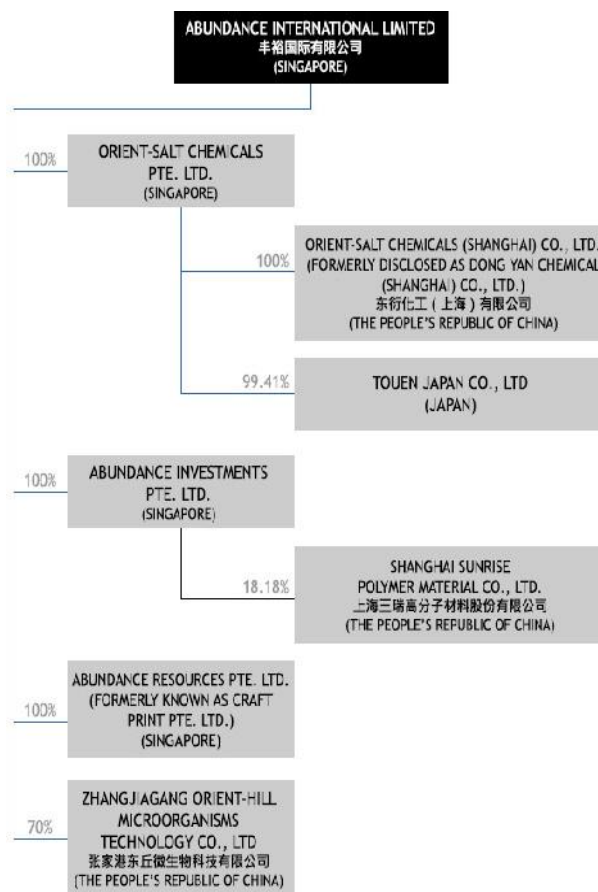 ABUNDANCE INTERNATIONAL LIMITED
丰裕国际有限公司
(SINGAPORE)
100%
ORIENT-SALT CHEMICALS
PTE. LTD.
(SINGAPORE)
100%
ORIENT-SALT CHEMICALS (SHANGHAI) CO., LTD.
(FORMERLY DISCLOSED AS DONG YAN CHEMICAL
(SHANGHAI) CO., LTD.)
东衍化工（上海）有限公司
(THE PEOPLE'S REPUBLIC OF CHINA)
99.41%
TOUEN JAPAN CO., LTD
(JAPAN)
100%
ABUNDANCE INVESTMENTS
PTE. LTD.
(SINGAPORE)
18.18%
SHANGHAI SUNRISE
POLYMER MATERIAL CO., LTD.
上海三瑞高分子材料股份有限公司
(THE PEOPLE'S REPUBLIC OF CHINA)
100%
ABUNDANCE RESOURCES PTE. LTD.
(FORMERLY KNOWN AS CRAFT
PRINT PTE. LTD.)
(SINGAPORE)
70%
ZHANGJIAGANG ORIENT-HILL
MICROORGANISMS
TECHNOLOGY CO., LTD
张家港东丘微生物科技有限公司
(THE PEOPLE'S REPUBLIC OF CHINA)